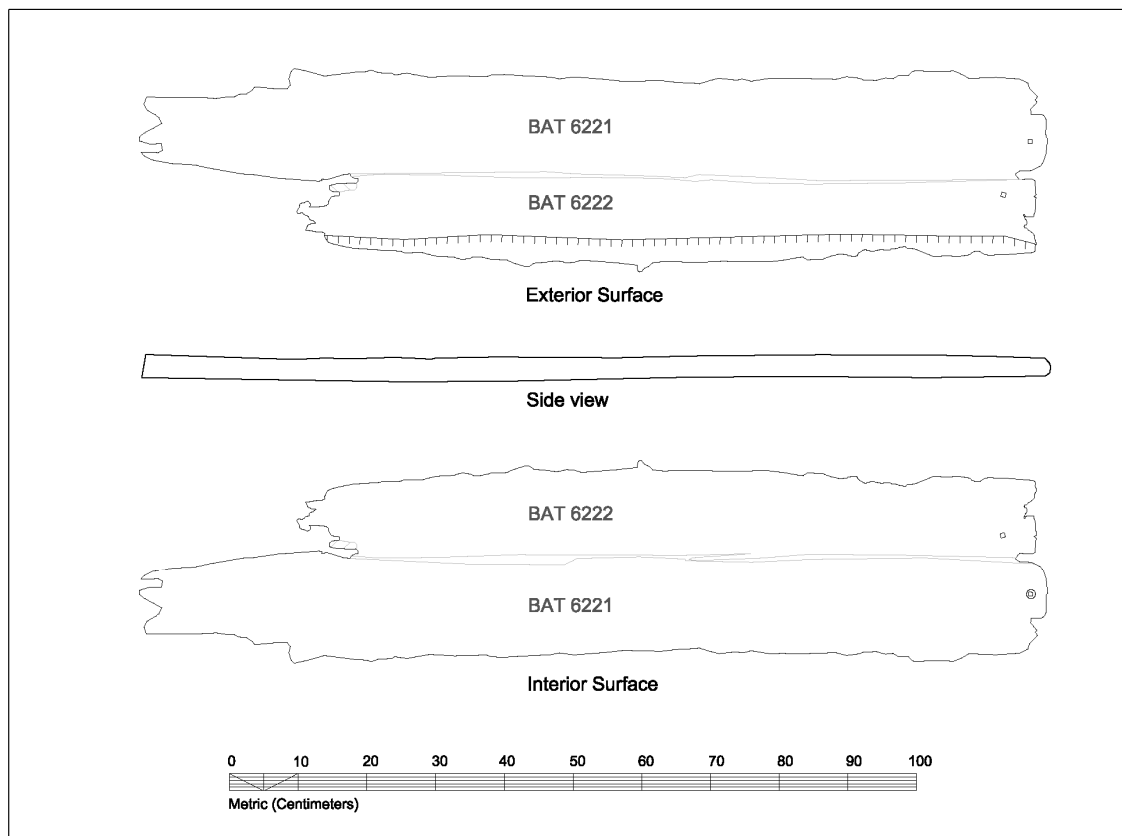 BAT 6221
BAT 6222
Exterior Surface
Side view
BAT 6222
BAT 6221
Interior Surface
0 10 20 30 40 50 60 70 80 90 100
Metric (Centimeters)